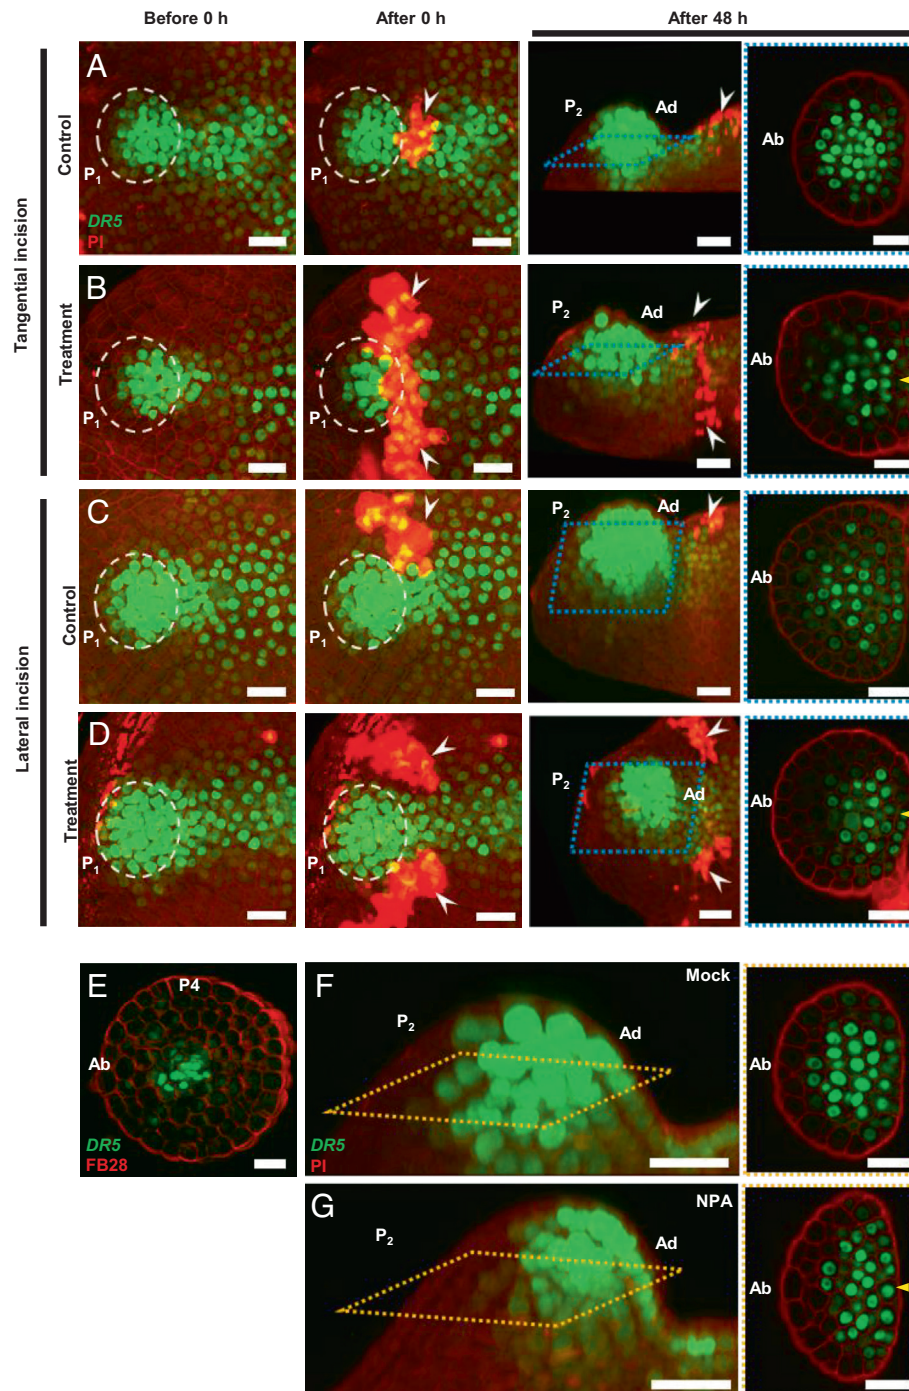 Before 0 h
After 0 h
After 48 h
Tangential incision
Control
A
P1
DR5
PI
P1
P2
Ad
Ab
Treatment
B
P1
P1
P2
Ad
Ab
Lateral incision
Control
C
P1
P1
P2
Ad
Ab
Treatment
D
P1
P1
P2
Ad
Ab
E
P4
Ab
DR5
FB28
F
Mock
P2
Ad
DR5
PI
Ab
G
NPA
P2
Ad
Ab